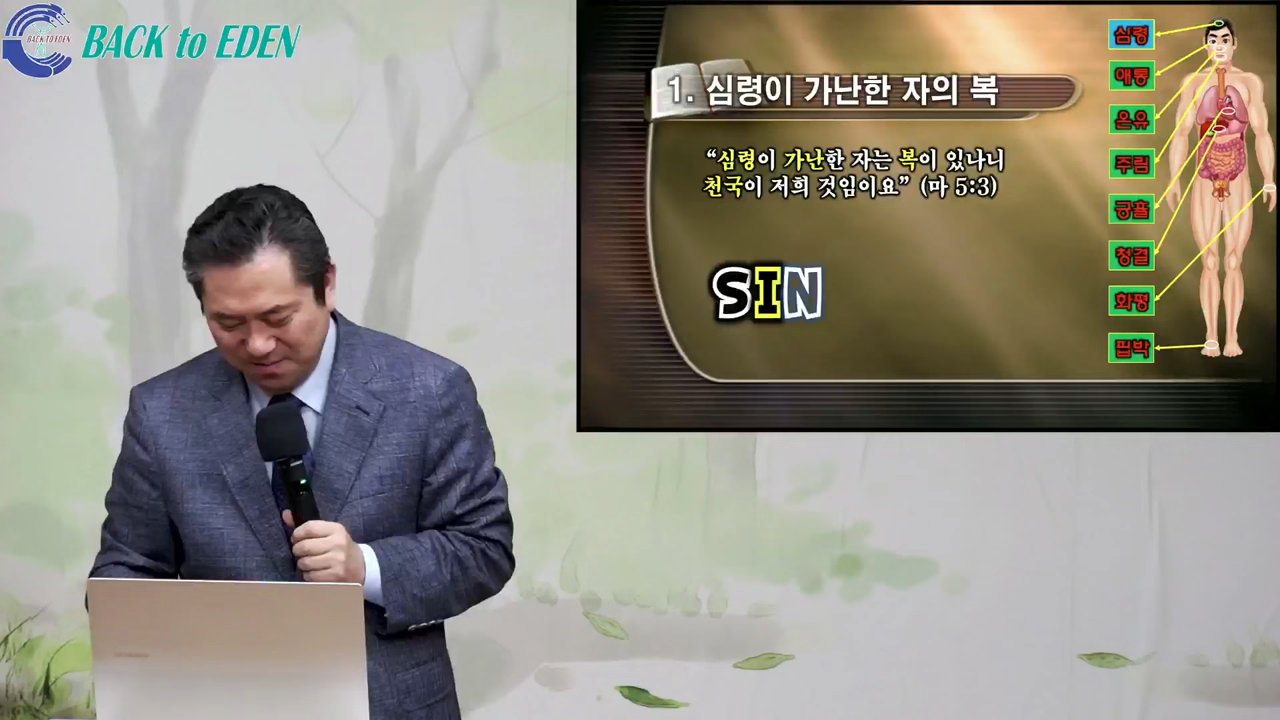 BACK TO EDEN
BACK to EDEN
1. 심령이 가난한 자의 복
“심령이 가난한 자는 복이 있나니
천국이 저희 것임이요” (마 5:3)
SIN
심령
애통
온유
주림
긍휼
청결
화평
핍박